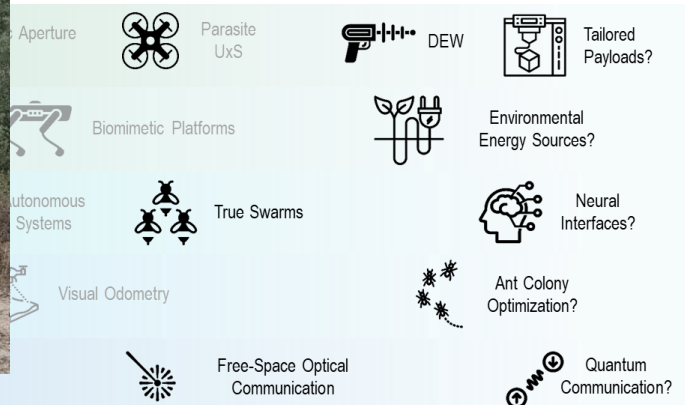 Aperture
Parasite
UxS
DEW
Tailored
Payloads?
Biomimetic Platforms
Environmental
Energy Sources?
Systems
True Swarms
Neural
Interfaces?
Visual Odometry
Ant Colony
Optimization?
Free-Space Optical
Communication
Quantum
Communication?